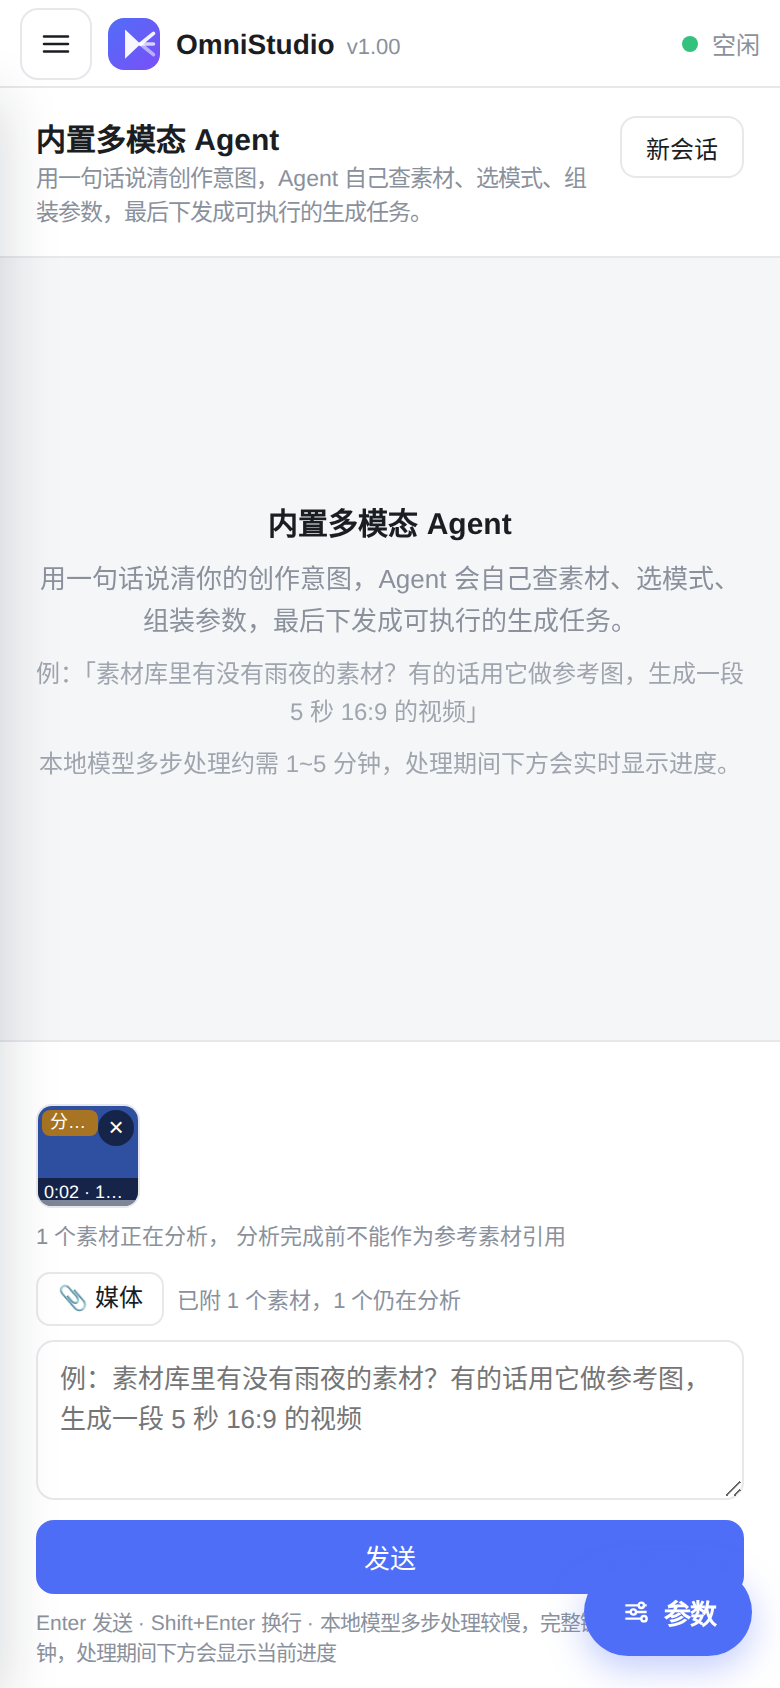 OmniStudio v1.00
空闲
内置多模态 Agent
新会话
用一句话说清创作意图，Agent 自己查素材、选模式、组
装参数，最后下发成可执行的生成任务。
内置多模态 Agent
用一句话说清你的创作意图，Agent 会自己查素材、选模式、
组装参数，最后下发成可执行的生成任务。
例：「素材库里有没有雨夜的素材？有的话用它做参考图，生成一段
5 秒 16:9 的视频」
本地模型多步处理约需 1~5 分钟，处理期间下方会实时显示进度。
分…
0:02 · 1…
1 个素材正在分析， 分析完成前不能作为参考素材引用
📎 媒体
已附 1 个素材，1 个仍在分析
例：素材库里有没有雨夜的素材？有的话用它做参考图，
生成一段 5 秒 16:9 的视频
发送
Enter 发送 · Shift+Enter 换行 · 本地模型多步处理较慢，完整
钟，处理期间下方会显示当前进度
参数